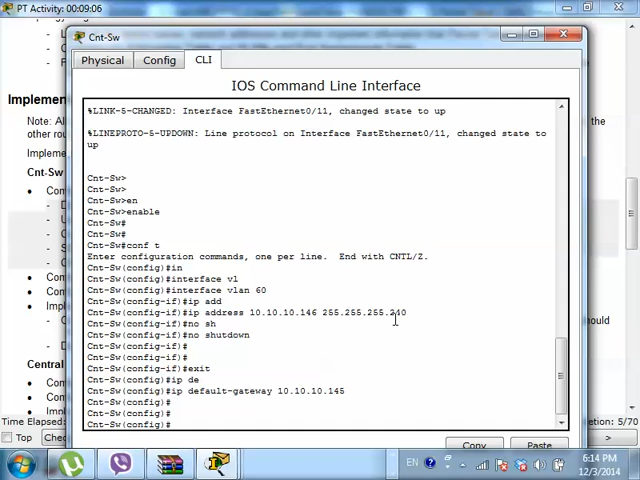 PT Activity: 00:09:06
Cnt-Sw
Physical Config CLI
IOS Command Line Interface
%LINK-5-CHANGED: Interface FastEthernet0/11, changed state to up
%LINEPROTO-5-UPDOWN: Line protocol on Interface FastEthernet0/11, changed state to
up
Cnt-Sw>
Cnt-Sw>
Cnt-Sw>en
Cnt-Sw>enable
Cnt-Sw#
Cnt-Sw#
Cnt-Sw#conf t
Enter configuration commands, one per line. End with CNTL/Z.
Cnt-Sw(config)#in
Cnt-Sw(config)#interface vl
Cnt-Sw(config)#interface vlan 60
Cnt-Sw(config-if)#ip add
Cnt-Sw(config-if)#ip address 10.10.10.146 255.255.255.240
Cnt-Sw(config-if)#no sh
Cnt-Sw(config-if)#no shutdown
Cnt-Sw(config-if)#
Cnt-Sw(config-if)#
Cnt-Sw(config-if)#exit
Cnt-Sw(config)#ip de
Cnt-Sw(config)#ip default-gateway 10.10.10.145
Cnt-Sw(config)#
Cnt-Sw(config)#
Cnt-Sw(config)#
Copy Paste
Implemen
Note: Al
the
other rou
Impleme
Cnt-Sw
Com
Com
Com
hould
Central
Com
Time Elapsed:
5/70
Top Chec
>
EN
6:14 PM
12/3/2014